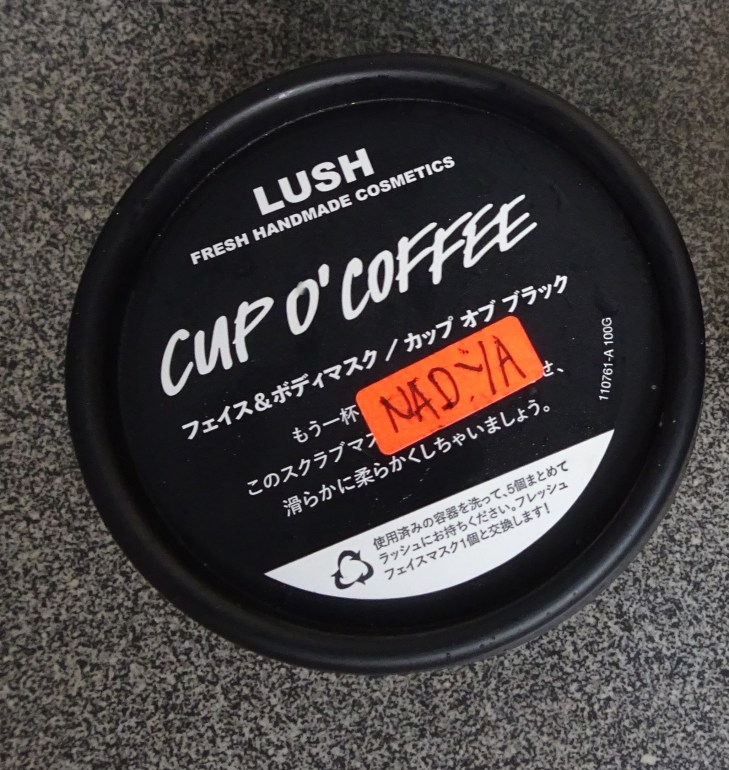 LUSH
FRESH HANDMADE COSMETICS
CUP O' COFFEE
フェイス&ボディマスク / カップ オブ ブラック
もう一杯
せ、
このスクラブマス
滑らかに柔らかくしちゃいましょう。
NADYA
110761-A 100G
使用済みの容器を洗って、5個まとめて
ラッシュにお持ちください。フレッシュ
フェイスマスク1個と交換します!